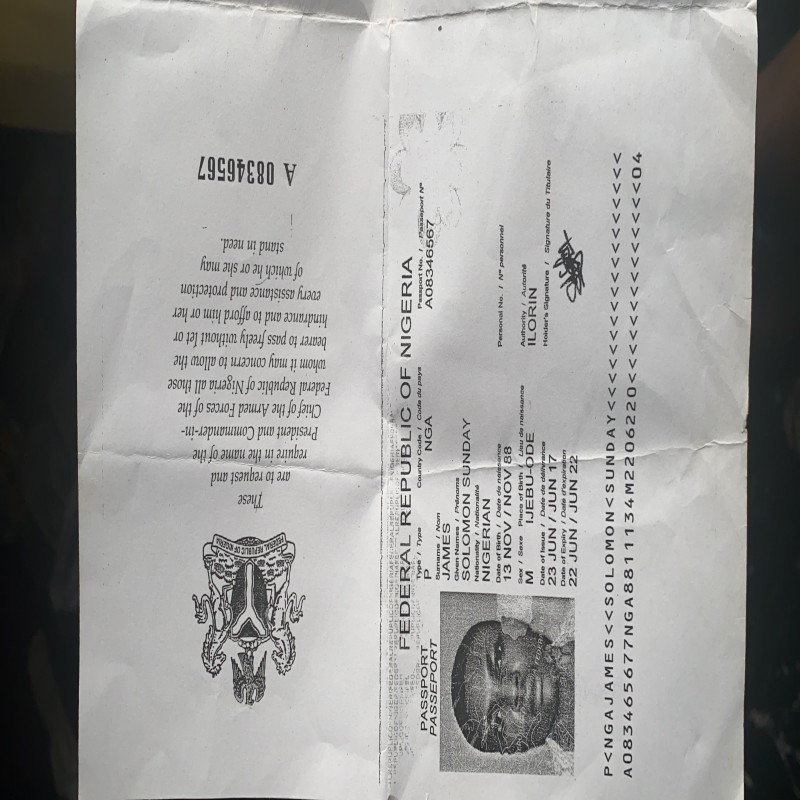 FEDERAL REPUBLIC OF NIGERIA
These
are to request and
require in the name of the
President and Commander-in-
Chief of the Armed Forces of the
Federal Republic of Nigeria all those
whom it may concern to allow the
bearer to pass freely without let or
hindrance and to afford him or her
every assistance and protection
of which he or she may
stand in need.
A 08346567
FEDERAL REPUBLIC OF NIGERIA
PASSPORT
PASSEPORT
Type / Type Country Code / Code du pays Passport No. / Passeport N°
P NGA A08346567
Surname / Nom
JAMES
Given Names / Prénoms
SOLOMON SUNDAY
Nationality / Nationalité
NIGERIAN
Date of Birth / Date de naissance Personal No. / N° personnel
13 NOV / NOV 88
Sex / Sexe Place of Birth / Lieu de naissance Authority / Autorité
M IJEBU-ODE ILORIN
Date of Issue / Date de délivrance Holder's Signature / Signature du Titulaire
23 JUN / JUN 17
Date of Expiry / Date d'expiration
22 JUN / JUN 22
P<NGAJAMES<<SOLOMON<SUNDAY<<<<<<<<<<<<<<<<<<
A083465677NGA8811134M2206220<<<<<<<<<<<<<<04